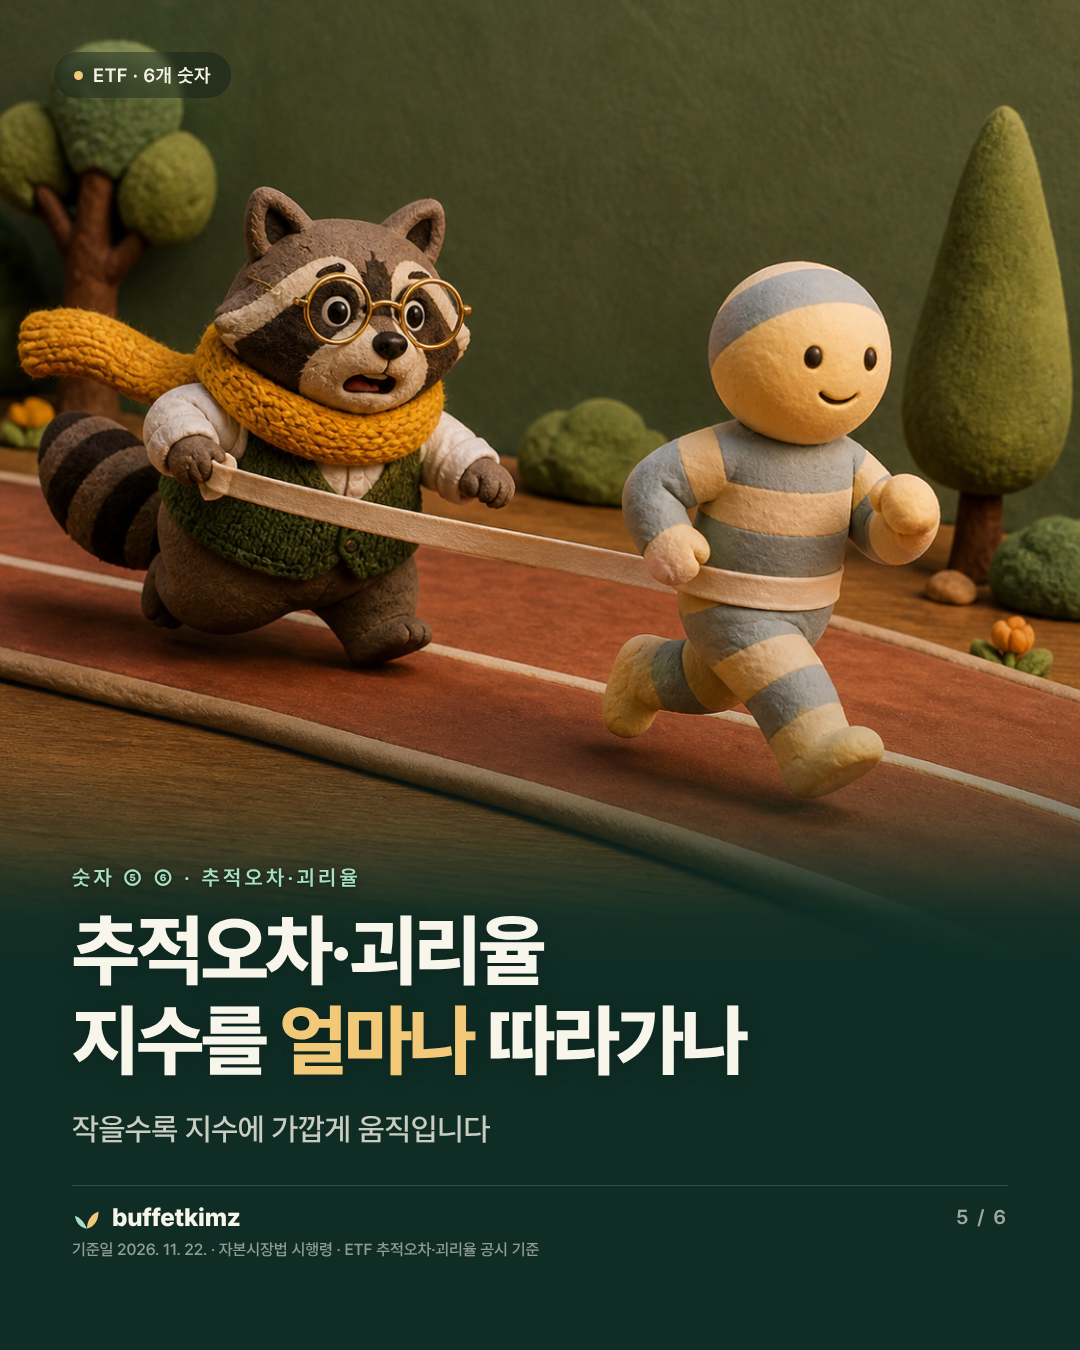 ETF · 6개 숫자
숫자 ⑤ ⑥ · 추적오차·괴리율
추적오차·괴리율
지수를 얼마나 따라가나
작을수록 지수에 가깝게 움직입니다
buffetkimz
5 / 6
기준일 2026. 11. 22. · 자본시장법 시행령 · ETF 추적오차·괴리율 공시 기준